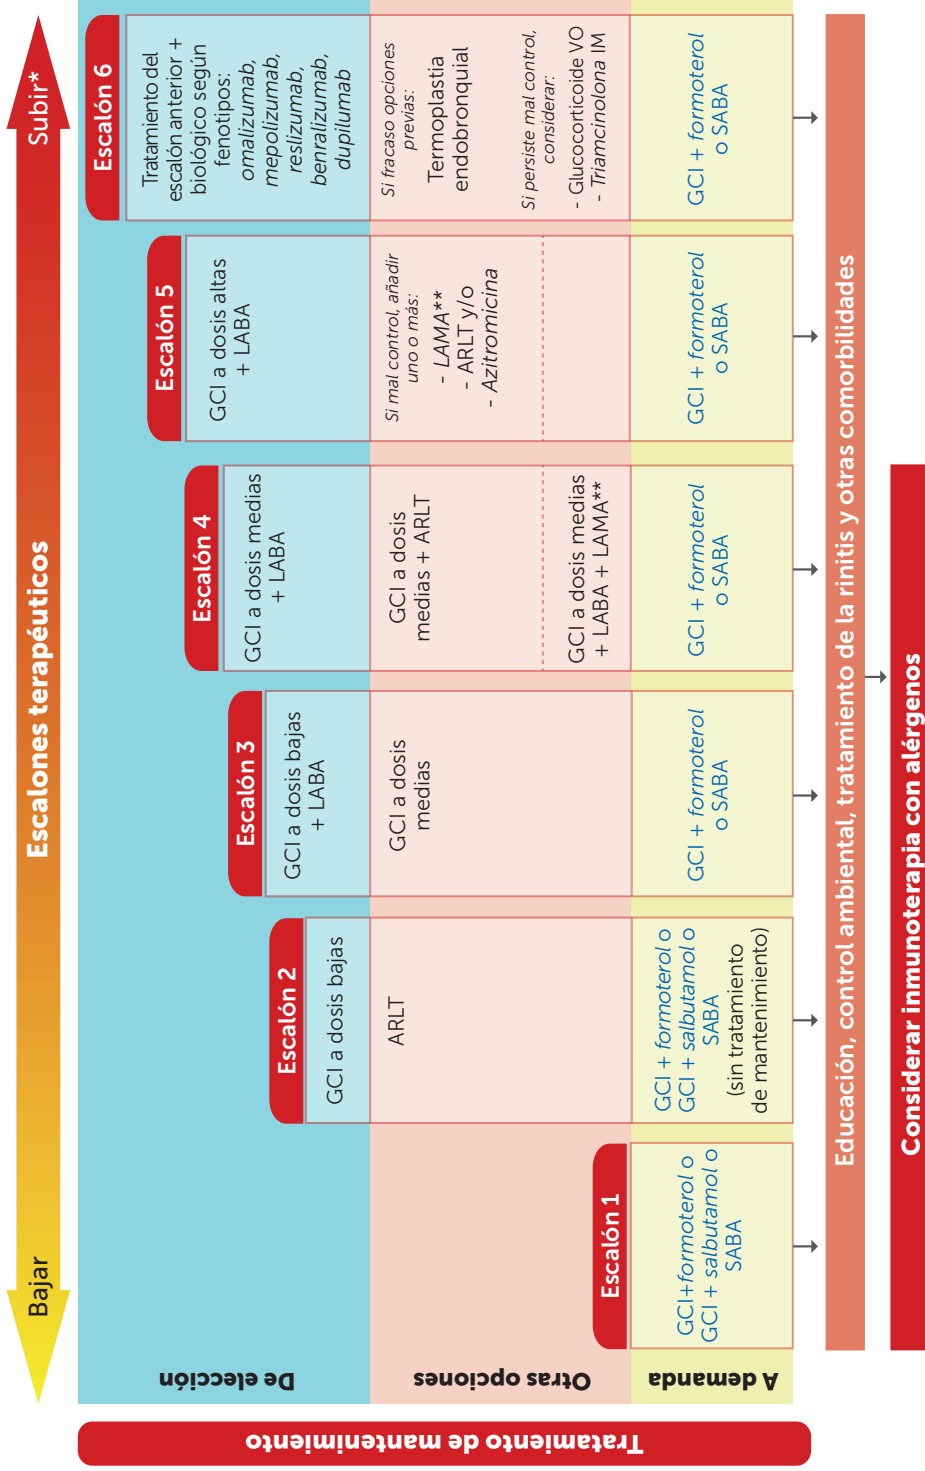 Escalones terapéuticos
Bajar
Subir*
Tratamiento de mantenimiento
De elección
Otras opciones
A demanda
Escalón 1
GCI+formoterol o
GCI + salbutamol o
SABA
Escalón 2
GCI a dosis bajas
ARLT
GCI + formoterol o
GCI + salbutamol o
SABA
(sin tratamiento
de mantenimiento)
Escalón 3
GCI a dosis bajas
+ LABA
GCI a dosis
medias
GCI + formoterol
o SABA
Escalón 4
GCI a dosis medias
+ LABA
GCI a dosis
medias + ARLT
GCI a dosis medias
+ LABA + LAMA**
GCI + formoterol
o SABA
Escalón 5
GCI a dosis altas
+ LABA
Si mal control, añadir
uno o más:
- LAMA**
- ARLT y/o
- Azitromicina
GCI + formoterol
o SABA
Escalón 6
Tratamiento del
escalón anterior +
biológico según
fenotipos:
omalizumab,
mepolizumab,
reslizumab,
benralizumab,
dupilumab
Si fracaso opciones
previas:
Termoplastia
endobronquial
Si persiste mal control,
considerar:
- Glucocorticoide VO
- Triamcinolona IM
GCI + formoterol
o SABA
Educación, control ambiental, tratamiento de la rinitis y otras comorbilidades
Considerar inmunoterapia con alérgenos